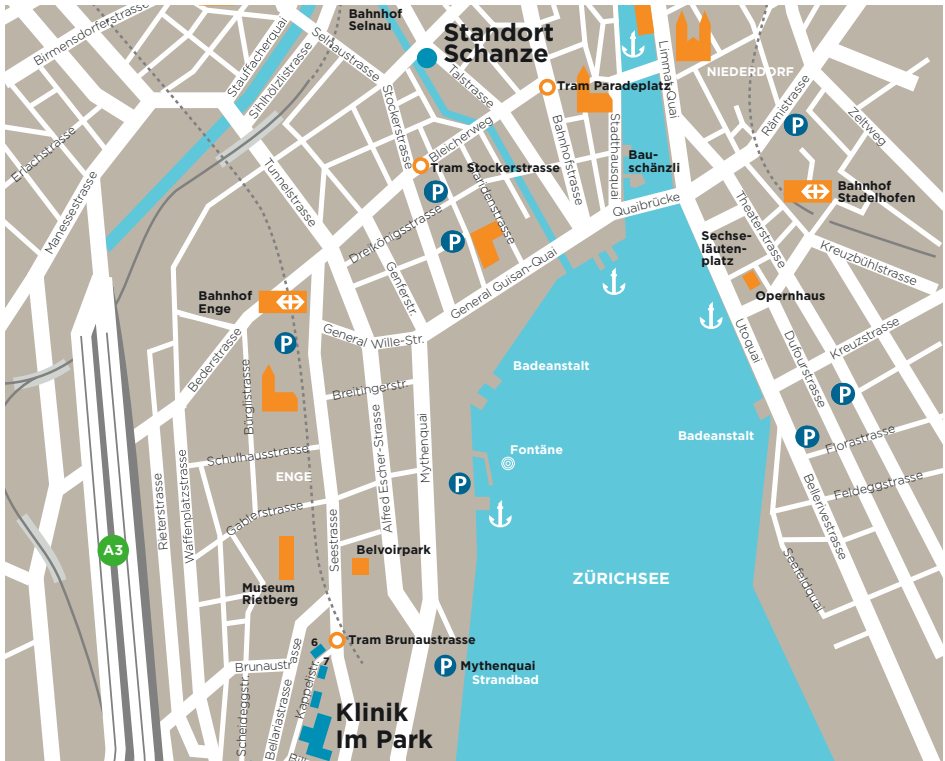 Birmensdorferstrasse
Stauffacherquai
Sihlhölzlistrasse
Bahnhof
Selnau
Selnaustrasse
Standort
Schanze
Talstrasse
Tram Paradeplatz
Limmat Quai
NIEDERDORF
Rämistrasse
P
Zeltweg
Erlachstrasse
Manessestrasse
Tunnelstrasse
Stockerstrasse
Bleicherweg
Tram Stockerstrasse
P
Bahnhofstrasse
Stadthausquai
Bau-
schänzli
Quaibrücke
Bahnhof
Stadelhofen
Theaterstrasse
Kreuzbühlstrasse
Sechse-
läuten-
platz
Opernhaus
Dreikönigsstrasse
P
Genferstr.
General Guisan-Quai
Bahnhof
Enge
P
General Wille-Str.
Bederstrasse
Bürglistrasse
Breitingerstr.
Badeanstalt
Utoquai
Dufourstrasse
Kreuzstrasse
P
Badeanstalt
P
Florastrasse
Feldeggstrasse
Bellerivestrasse
Seefeldquai
Schulhausstrasse
ENGE
Alfred Escher-Strasse
Mythenquai
Fontäne
P
Rieterstrasse
Waffenplatzstrasse
Gablerstrasse
Seestrasse
A3
Belvoirpark
Museum
Rietberg
ZÜRICHSEE
6
Tram Brunaustrasse
7
P
Mythenquai
Strandbad
Brunaustrasse
Scheideggstr.
Bellariastrasse
Kappelistr.
Klinik
Im Park